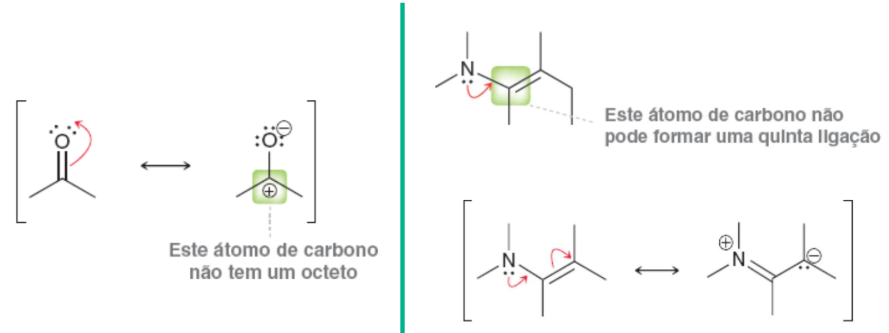 O
O
Este átomo de carbono
não tem um octeto
N
Este átomo de carbono não
pode formar uma quinta ligação
N
N